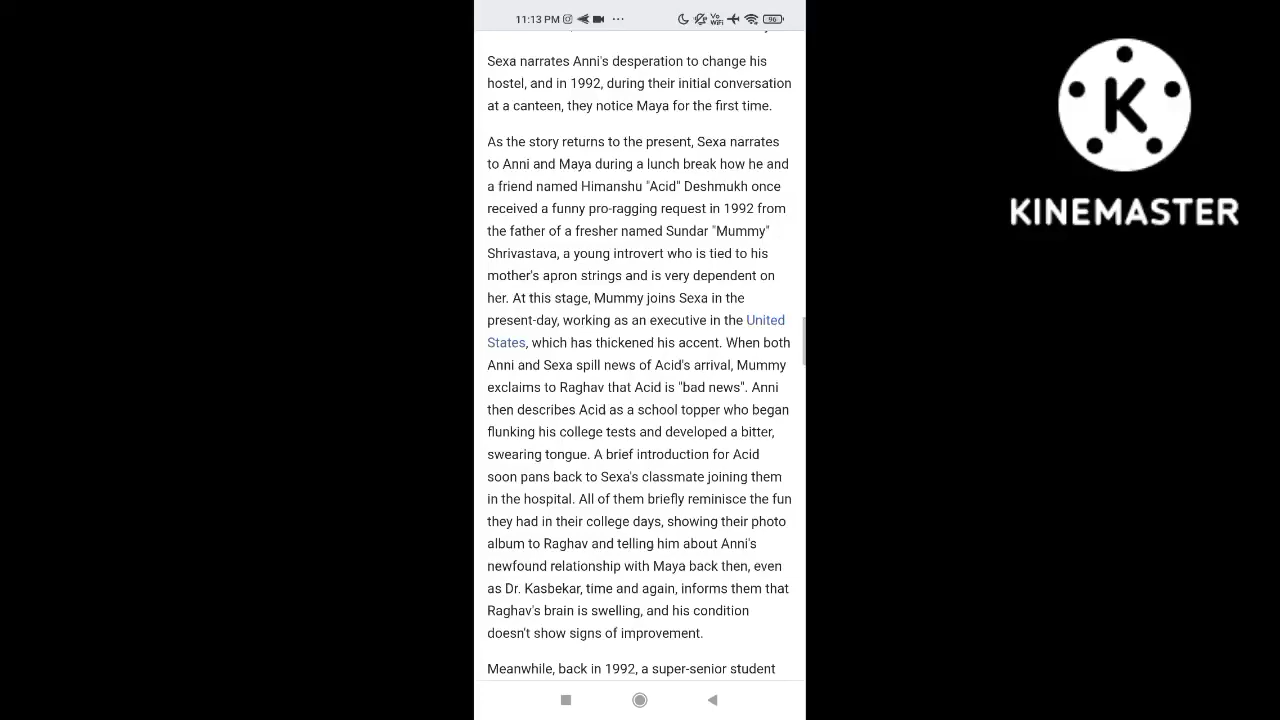 11:13 PM
Vo
WiFi
96
Sexa narrates Anni's desperation to change his
hostel, and in 1992, during their initial conversation
at a canteen, they notice Maya for the first time.
As the story returns to the present, Sexa narrates
to Anni and Maya during a lunch break how he and
a friend named Himanshu "Acid" Deshmukh once
received a funny pro-ragging request in 1992 from
the father of a fresher named Sundar "Mummy"
Shrivastava, a young introvert who is tied to his
mother's apron strings and is very dependent on
her. At this stage, Mummy joins Sexa in the
present-day, working as an executive in the United
States, which has thickened his accent. When both
Anni and Sexa spill news of Acid's arrival, Mummy
exclaims to Raghav that Acid is "bad news". Anni
then describes Acid as a school topper who began
flunking his college tests and developed a bitter,
swearing tongue. A brief introduction for Acid
soon pans back to Sexa's classmate joining them
in the hospital. All of them briefly reminisce the fun
they had in their college days, showing their photo
album to Raghav and telling him about Anni's
newfound relationship with Maya back then, even
as Dr. Kasbekar, time and again, informs them that
Raghav's brain is swelling, and his condition
doesn't show signs of improvement.
Meanwhile, back in 1992, a super-senior student
K
KINEMASTER